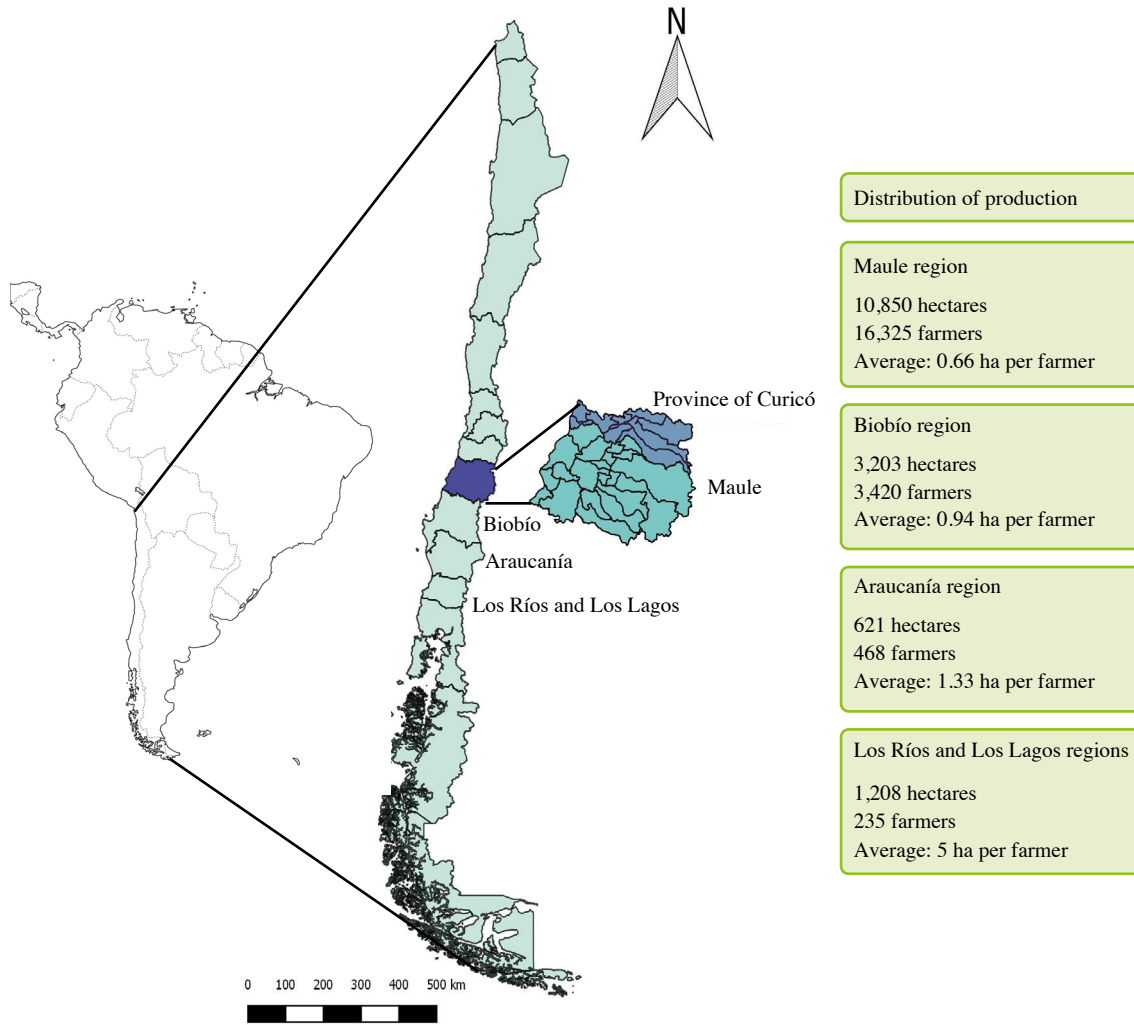 N
Province of Curicó
Maule
Biobío
Araucanía
Los Ríos and Los Lagos
0 100 200 300 400 500 km
Distribution of production
Maule region
10,850 hectares
16,325 farmers
Average: 0.66 ha per farmer
Biobío region
3,203 hectares
3,420 farmers
Average: 0.94 ha per farmer
Araucanía region
621 hectares
468 farmers
Average: 1.33 ha per farmer
Los Ríos and Los Lagos regions
1,208 hectares
235 farmers
Average: 5 ha per farmer